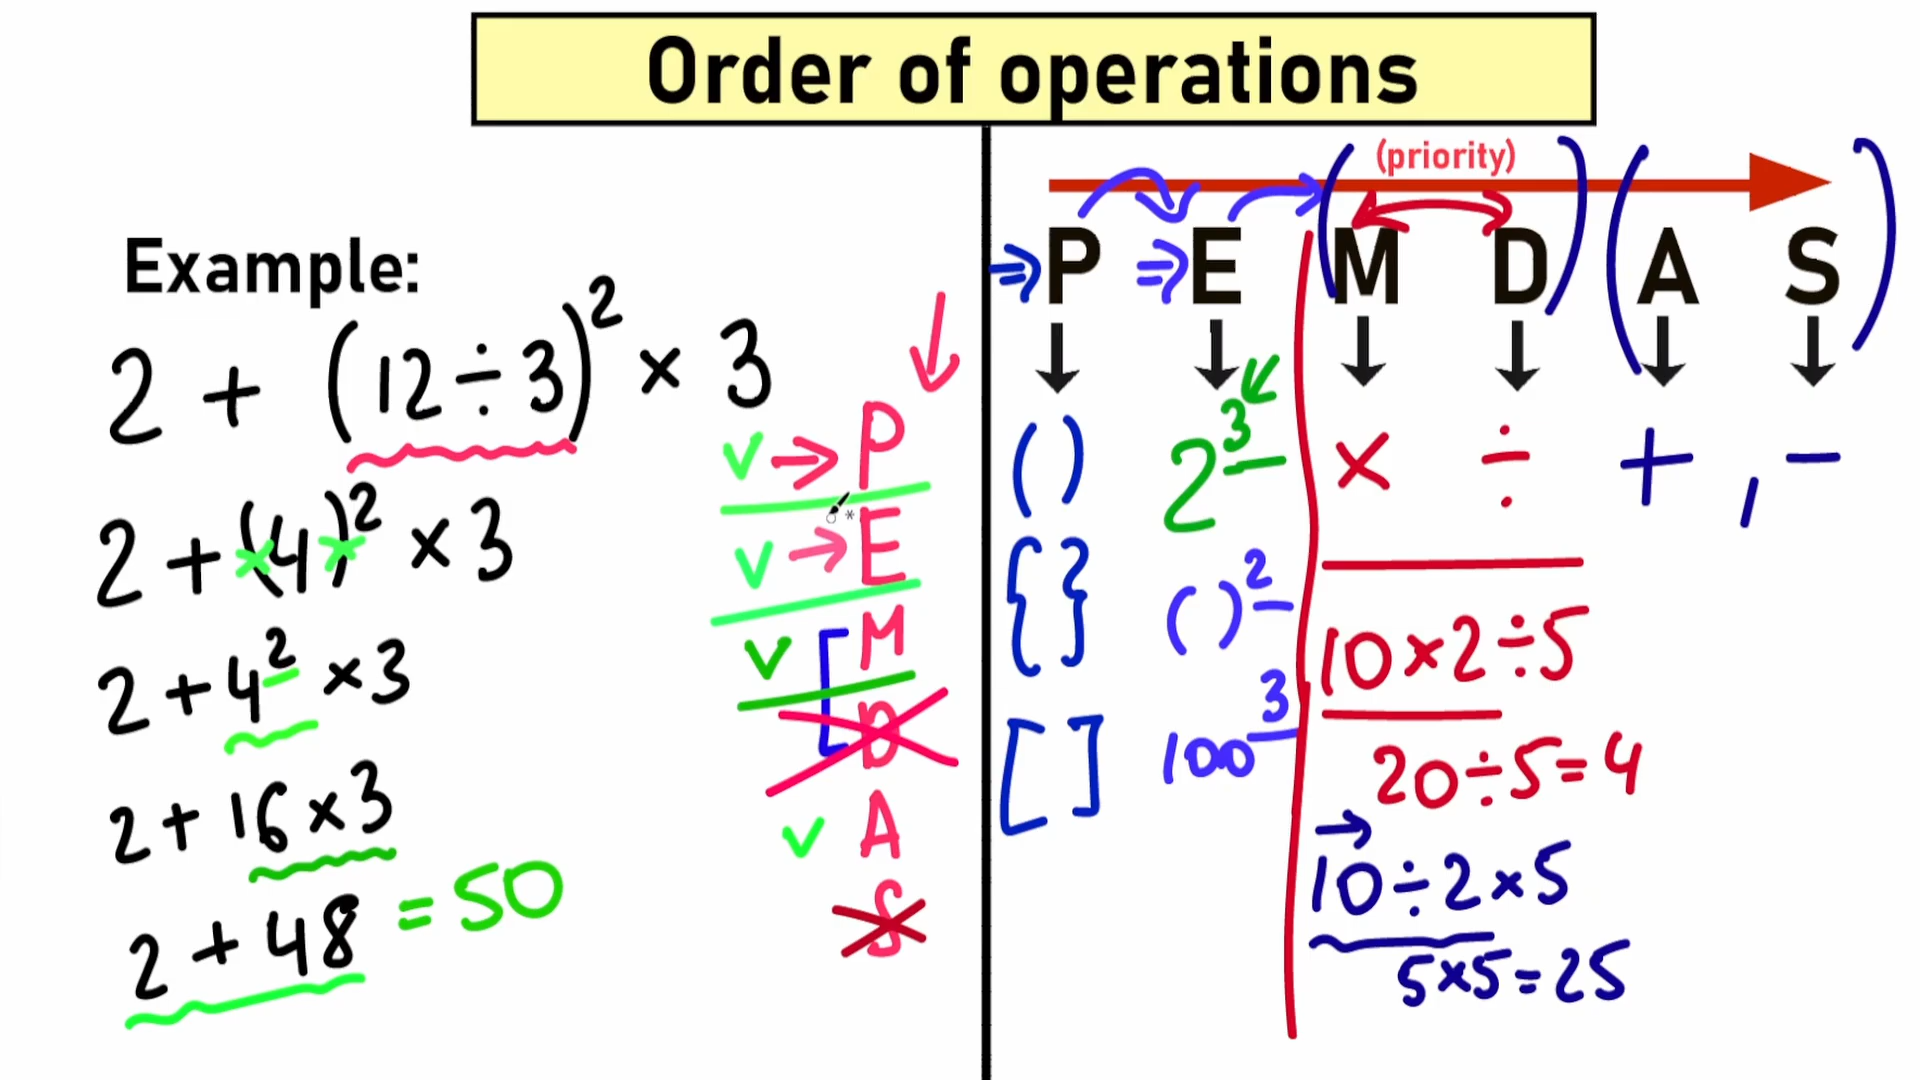 Order of operations
Example:
2 + (12 ÷ 3)² × 3
2 + (4)² × 3
2 + 4² × 3
2 + 16 × 3
2 + 48 = 50
v → P
v → E
v M
D
v A
S
(priority)
⇒ P ⇒ E (M D) (A S)
( ) 2³ × ÷ + , −
{ } ( )²
[ ] 100³
10 × 2 ÷ 5
20 ÷ 5 = 4
10 ÷ 2 × 5
5 × 5 = 25